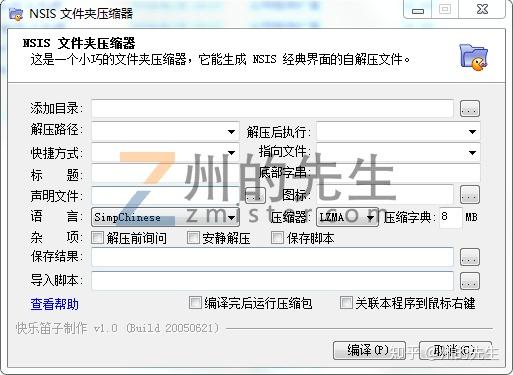 NSIS 文件夹压缩器
NSIS 文件夹压缩器
这是一个小巧的文件夹压缩器，它能生成 NSIS 经典界面的自解压文件。
添加目录: ...
解压路径: 解压后执行:
快捷方式: 指向文件:
标 题: 底部字串:
州的先生
zmister.com
声明文件: ... 图标: ...
语 言: SimpChinese 压缩器: LZMA 压缩字典: 8 MB
杂 项: 解压前询问 安静解压 保存脚本
保存结果: ...
导入脚本: ...
查看帮助 编译完后运行压缩包 关联本程序到鼠标右键
快乐笛子制作 v1.0 (Build 20050621)
编译(P) 取消(C)
知乎 @州的先生